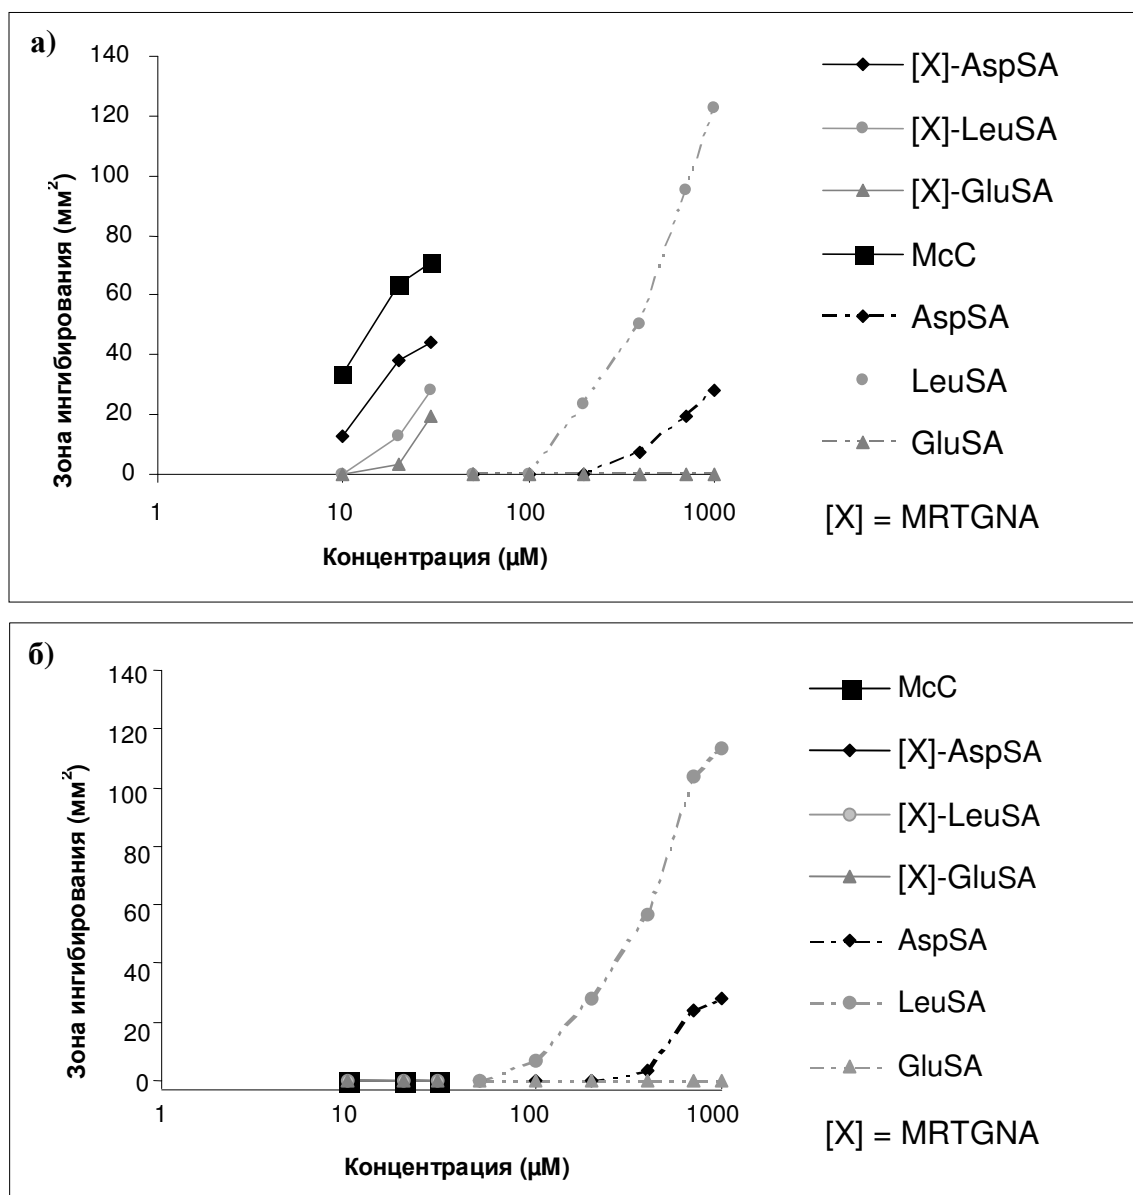 а)
Зона ингибирования (мм²)
140
120
100
80
60
40
20
0
1
10
100
1000
Концентрация (µM)
[X]-AspSA
[X]-LeuSA
[X]-GluSA
McC
AspSA
LeuSA
GluSA
[X] = MRTGNA
б)
Зона ингибирования (мм²)
140
120
100
80
60
40
20
0
1
10
100
1000
Концентрация (µM)
McC
[X]-AspSA
[X]-LeuSA
[X]-GluSA
AspSA
LeuSA
GluSA
[X] = MRTGNA